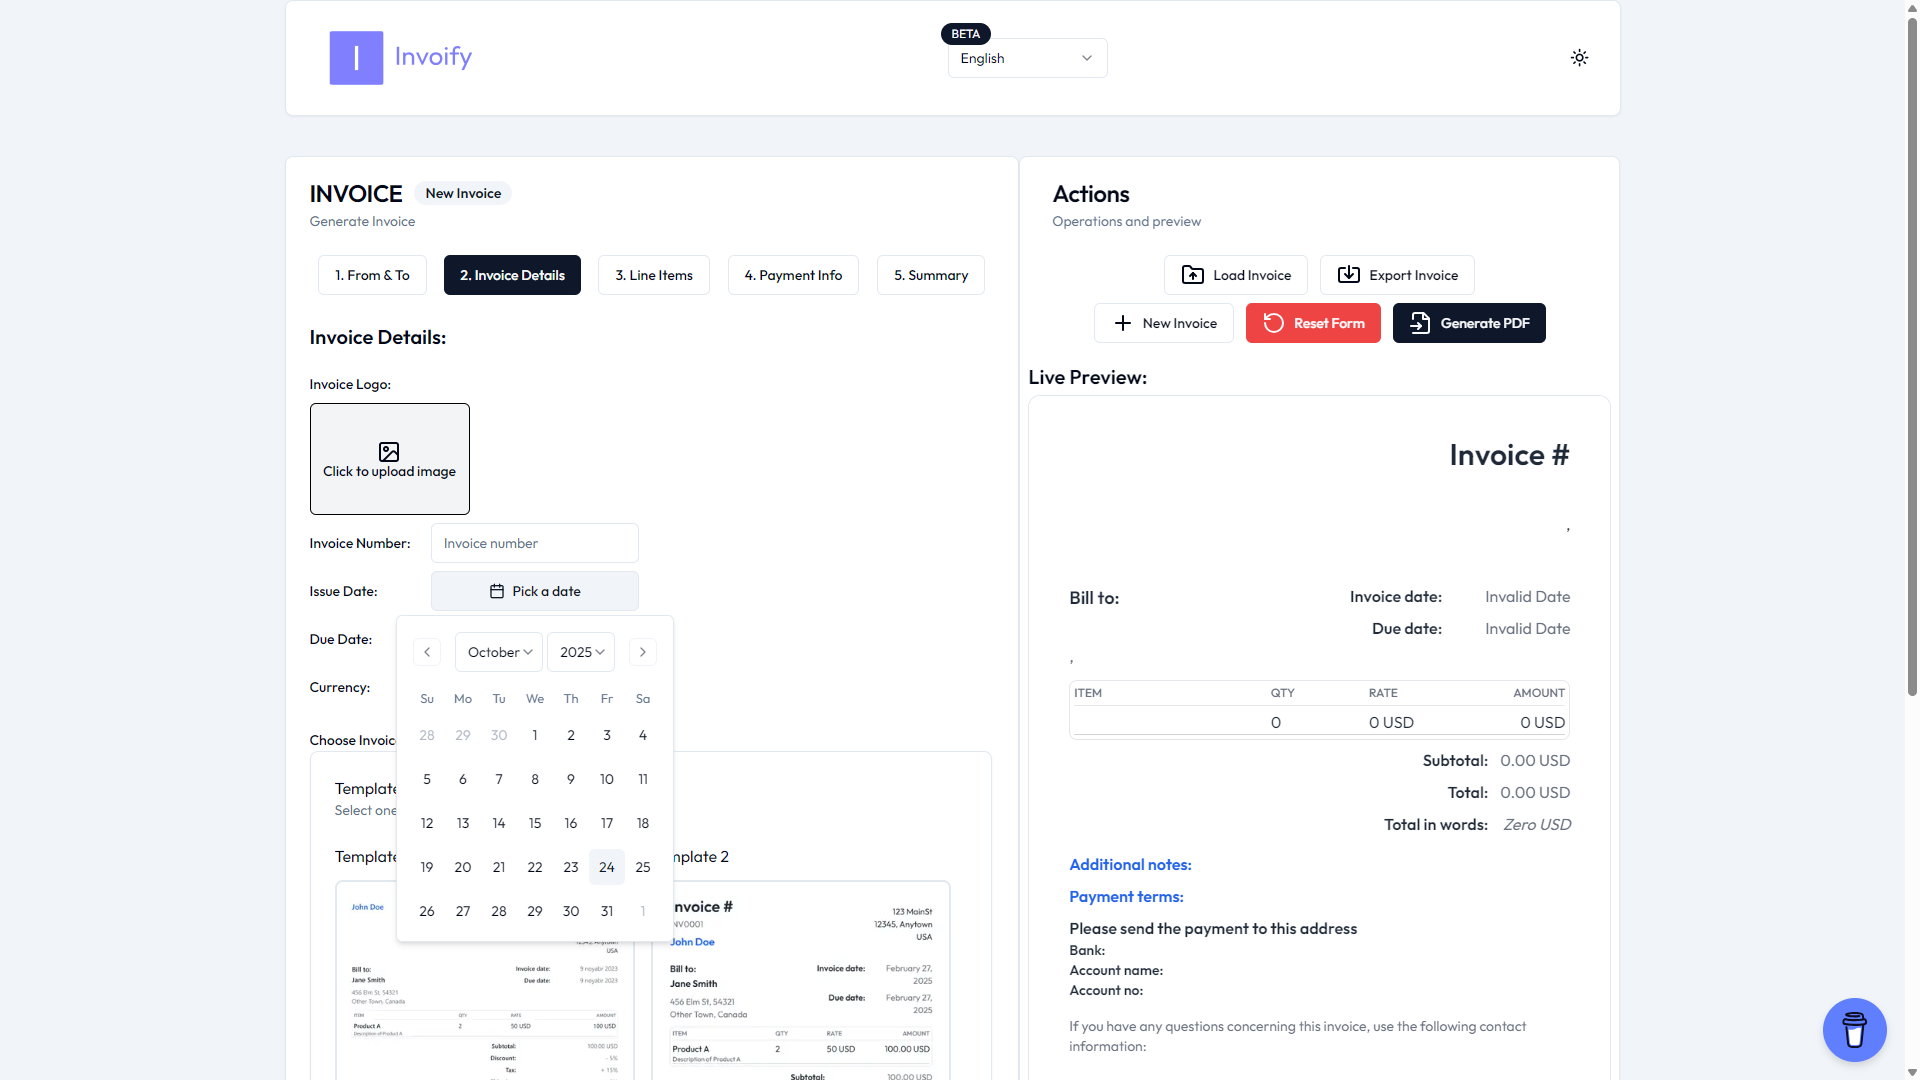 I Invoify
BETA
English
INVOICE New Invoice
Generate Invoice
1. From & To
2. Invoice Details
3. Line Items
4. Payment Info
5. Summary
Invoice Details:
Invoice Logo:
Click to upload image
Invoice Number: Invoice number
Issue Date: Pick a date
Due Date:
Currency:
October 2025
Su Mo Tu We Th Fr Sa
28 29 30 1 2 3 4
5 6 7 8 9 10 11
12 13 14 15 16 17 18
19 20 21 22 23 24 25
26 27 28 29 30 31 1
Choose Invoic
Template
Select one
Template
mplate 2
John Doe
USA
Bill to:
Jane Smith
456 Elm St, 54321
Other Town, Canada
Invoice date: 9 noyabr 2023
Due date: 9 noyabr 2023
ITEM QTY RATE AMOUNT
Product A 2 50 USD 100 USD
Description of Product A
Subtotal: 100.00 USD
Discount: - 5%
Tax: + 15%
nvoice #
NV0001
John Doe
123 MainSt
12345, Anytown
USA
Bill to:
Jane Smith
456 Elm St, 54321
Other Town, Canada
Invoice date: February 27, 2025
Due date: February 27, 2025
ITEM QTY RATE AMOUNT
Product A 2 50 USD 100.00 USD
Description of Product A
Subtotal: 100.00 USD
Actions
Operations and preview
Load Invoice
Export Invoice
New Invoice
Reset Form
Generate PDF
Live Preview:
Invoice #
,
Bill to:
Invoice date: Invalid Date
Due date: Invalid Date
,
ITEM QTY RATE AMOUNT
0 0 USD 0 USD
Subtotal: 0.00 USD
Total: 0.00 USD
Total in words: Zero USD
Additional notes:
Payment terms:
Please send the payment to this address
Bank:
Account name:
Account no:
If you have any questions concerning this invoice, use the following contact
information: